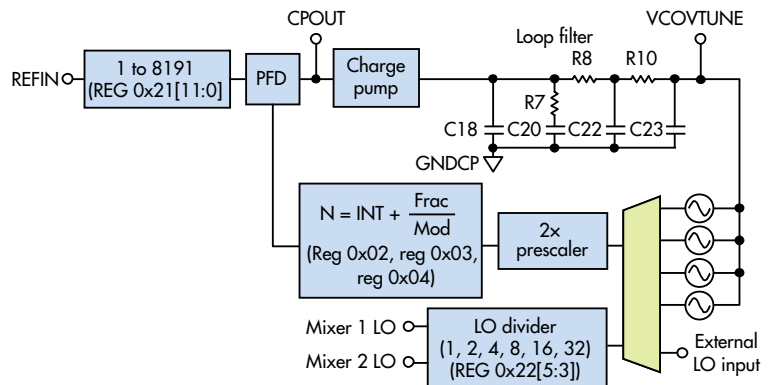 CPOUT
VCOVTUNE
Loop filter
REFIN
1 to 8191
(REG 0x21[11:0]
PFD
Charge
pump
R8
R10
R7
C18
C20
C22
C23
GNDCP
N = INT + Frac/Mod
(Reg 0x02, reg 0x03,
reg 0x04)
2×
prescaler
Mixer 1 LO
Mixer 2 LO
LO divider
(1, 2, 4, 8, 16, 32)
(REG 0x22[5:3])
External
LO input